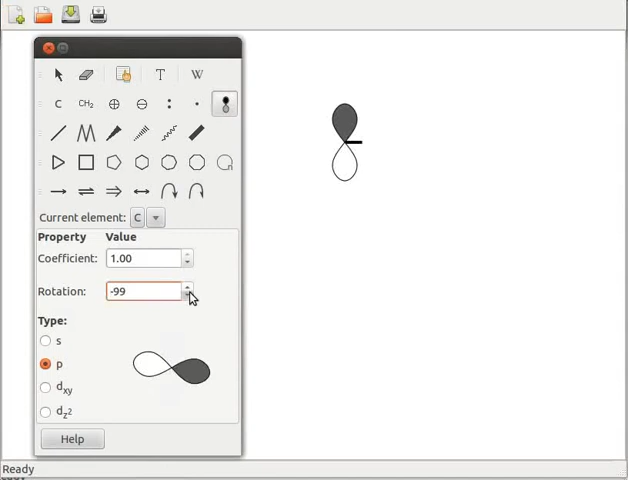 T W
C CH₂
Current element: C
Property Value
Coefficient: 1.00
Rotation: -99
Type:
s
p
dxy
dz²
Help
Ready